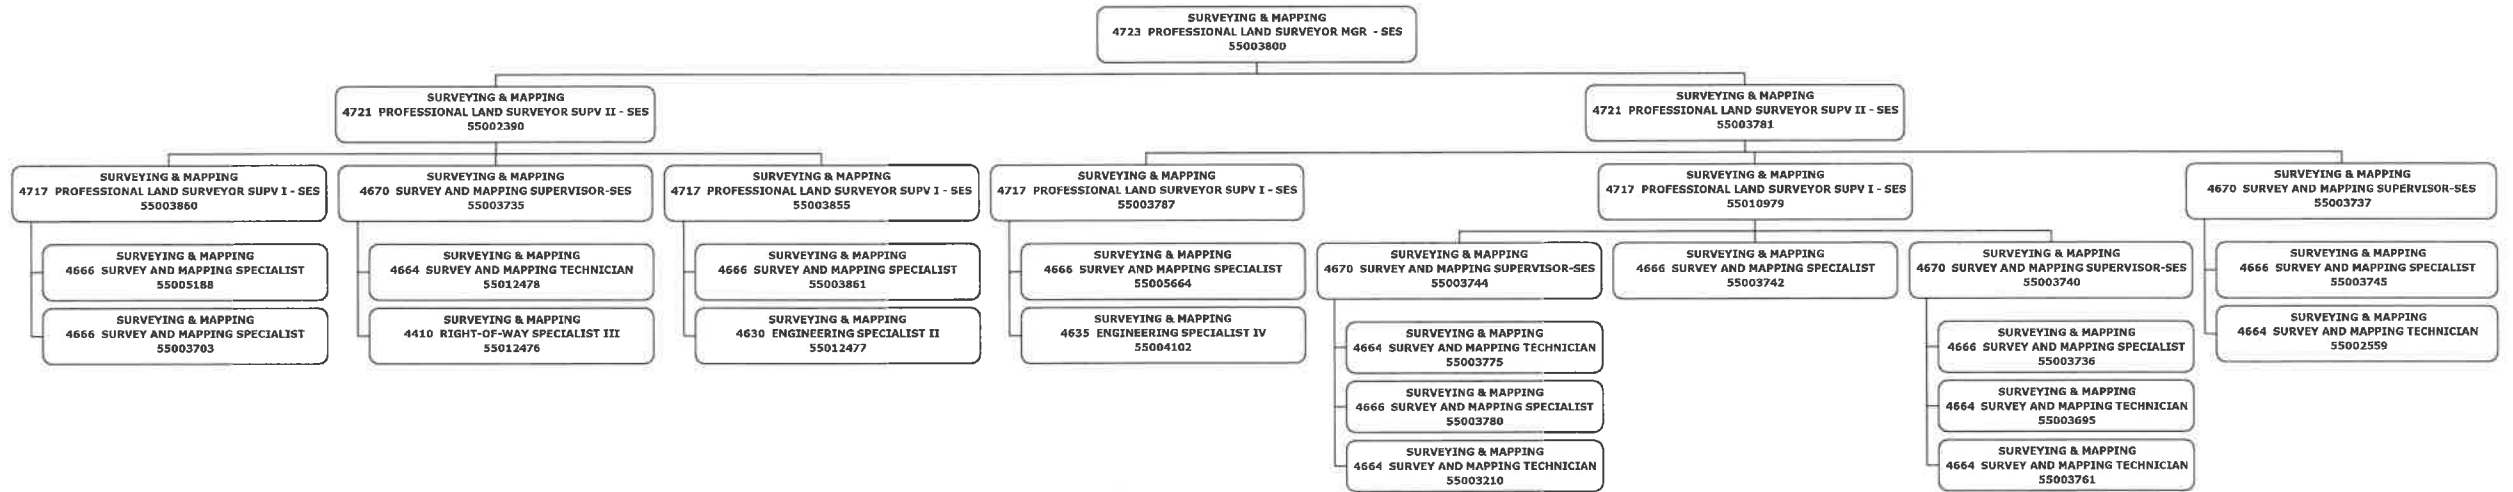 SURVEYING & MAPPING
4723 PROFESSIONAL LAND SURVEYOR MGR - SES
55003800
SURVEYING & MAPPING
4721 PROFESSIONAL LAND SURVEYOR SUPV II - SES
55002390
SURVEYING & MAPPING
4721 PROFESSIONAL LAND SURVEYOR SUPV II - SES
55003781
SURVEYING & MAPPING
4717 PROFESSIONAL LAND SURVEYOR SUPV I - SES
55003860
SURVEYING & MAPPING
4670 SURVEY AND MAPPING SUPERVISOR-SES
55003735
SURVEYING & MAPPING
4717 PROFESSIONAL LAND SURVEYOR SUPV I - SES
55003855
SURVEYING & MAPPING
4717 PROFESSIONAL LAND SURVEYOR SUPV I - SES
55003787
SURVEYING & MAPPING
4717 PROFESSIONAL LAND SURVEYOR SUPV I - SES
55010979
SURVEYING & MAPPING
4670 SURVEY AND MAPPING SUPERVISOR-SES
55003737
SURVEYING & MAPPING
4666 SURVEY AND MAPPING SPECIALIST
55005188
SURVEYING & MAPPING
4666 SURVEY AND MAPPING SPECIALIST
55003703
SURVEYING & MAPPING
4664 SURVEY AND MAPPING TECHNICIAN
55012478
SURVEYING & MAPPING
4410 RIGHT-OF-WAY SPECIALIST III
55012476
SURVEYING & MAPPING
4666 SURVEY AND MAPPING SPECIALIST
55003861
SURVEYING & MAPPING
4630 ENGINEERING SPECIALIST II
55012477
SURVEYING & MAPPING
4666 SURVEY AND MAPPING SPECIALIST
55005664
SURVEYING & MAPPING
4635 ENGINEERING SPECIALIST IV
55004102
SURVEYING & MAPPING
4670 SURVEY AND MAPPING SUPERVISOR-SES
55003744
SURVEYING & MAPPING
4664 SURVEY AND MAPPING TECHNICIAN
55003775
SURVEYING & MAPPING
4666 SURVEY AND MAPPING SPECIALIST
55003780
SURVEYING & MAPPING
4664 SURVEY AND MAPPING TECHNICIAN
55003210
SURVEYING & MAPPING
4666 SURVEY AND MAPPING SPECIALIST
55003742
SURVEYING & MAPPING
4670 SURVEY AND MAPPING SUPERVISOR-SES
55003740
SURVEYING & MAPPING
4666 SURVEY AND MAPPING SPECIALIST
55003736
SURVEYING & MAPPING
4664 SURVEY AND MAPPING TECHNICIAN
55003695
SURVEYING & MAPPING
4664 SURVEY AND MAPPING TECHNICIAN
55003761
SURVEYING & MAPPING
4666 SURVEY AND MAPPING SPECIALIST
55003745
SURVEYING & MAPPING
4664 SURVEY AND MAPPING TECHNICIAN
55002559